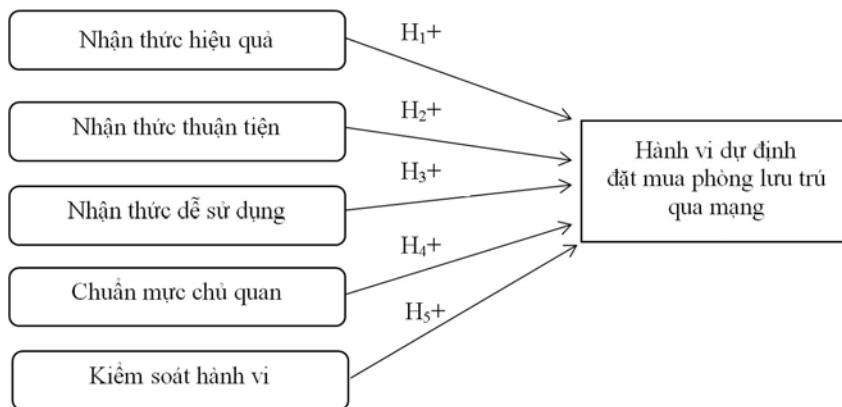 Nhận thức hiệu quả
H₁+
Nhận thức thuận tiện
H₂+
Nhận thức dễ sử dụng
H₃+
Chuẩn mực chủ quan
H₄+
Kiểm soát hành vi
H₅+
Hành vi dự định
đặt mua phòng lưu trú
qua mạng